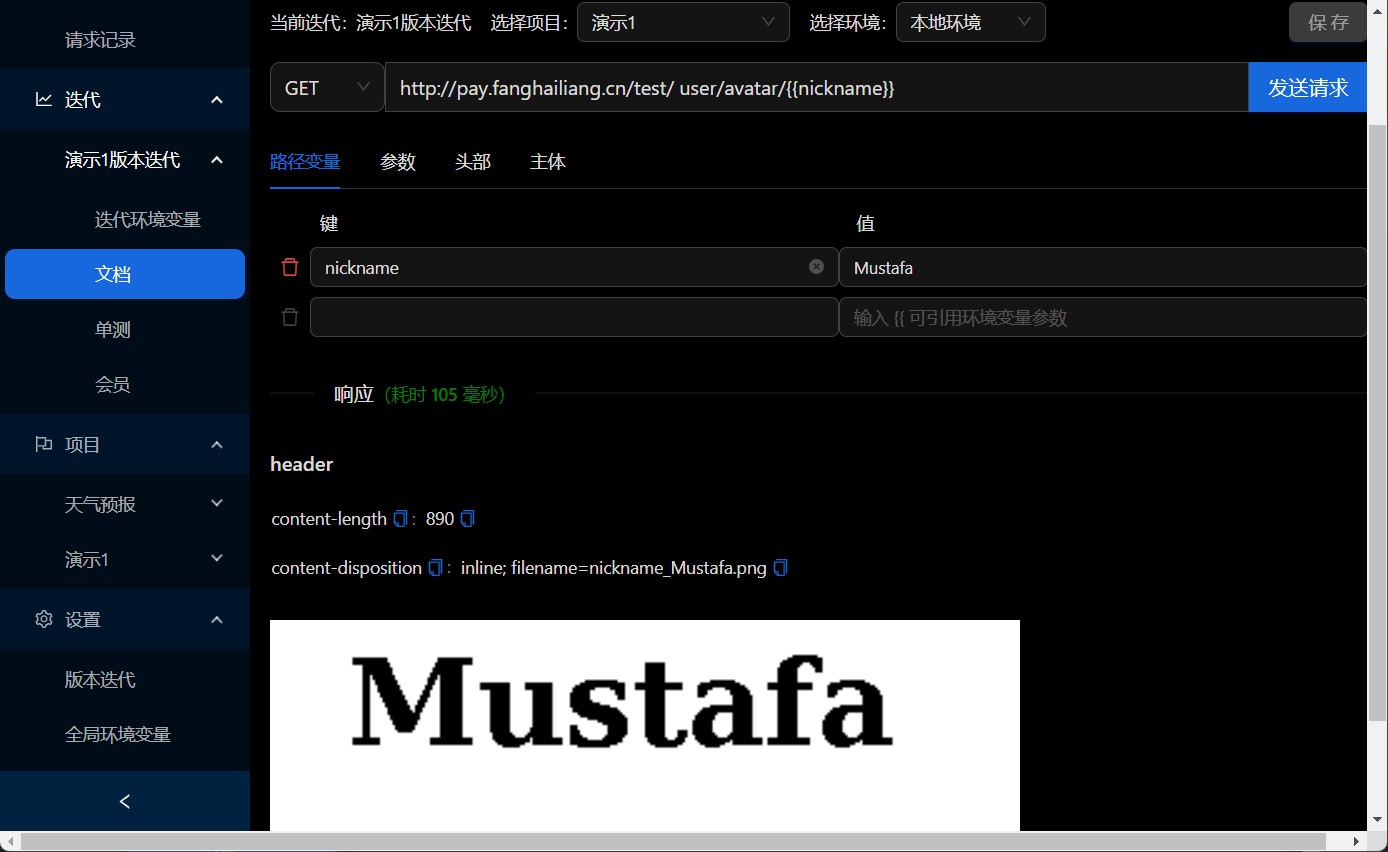 请求记录
迭代
演示1版本迭代
迭代环境变量
文档
单测
会员
项目
天气预报
演示1
设置
版本迭代
全局环境变量
当前迭代: 演示1版本迭代 选择项目: 演示1 选择环境: 本地环境 保存
GET http://pay.fanghailiang.cn/test/ user/avatar/{{nickname}} 发送请求
路径变量 参数 头部 主体
键 值
nickname Mustafa
输入 {{ 可引用环境变量参数
响应 (耗时 105 毫秒)
header
content-length : 890
content-disposition : inline; filename=nickname_Mustafa.png
Mustafa